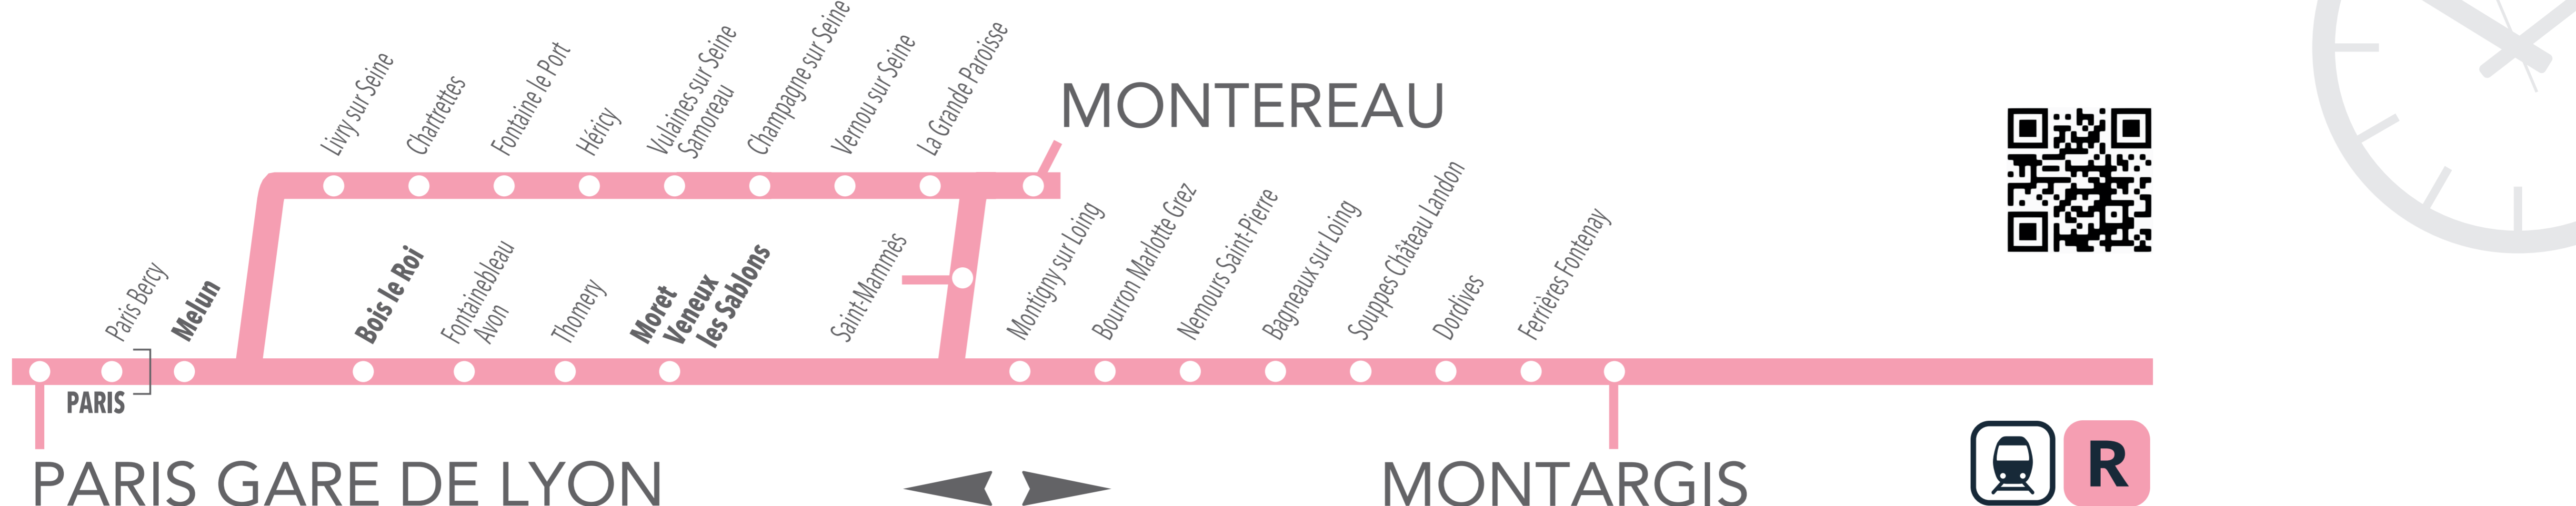 Livry sur Seine
Chartrettes
Fontaine le Port
Héricy
Vulaines sur Seine
Samoreau
Champagne sur Seine
Vernou sur Seine
La Grande Paroisse
MONTEREAU
Paris Bercy
Melun
Bois le Roi
Fontainebleau
Avon
Thomery
Moret
Veneux
les Sablons
Saint-Mammès
Montigny sur Loing
Bourron Marlotte Grez
Nemours Saint-Pierre
Bagneaux sur Loing
Souppes Château Landon
Dordives
Ferrières Fontenay
PARIS
PARIS GARE DE LYON
MONTARGIS
R